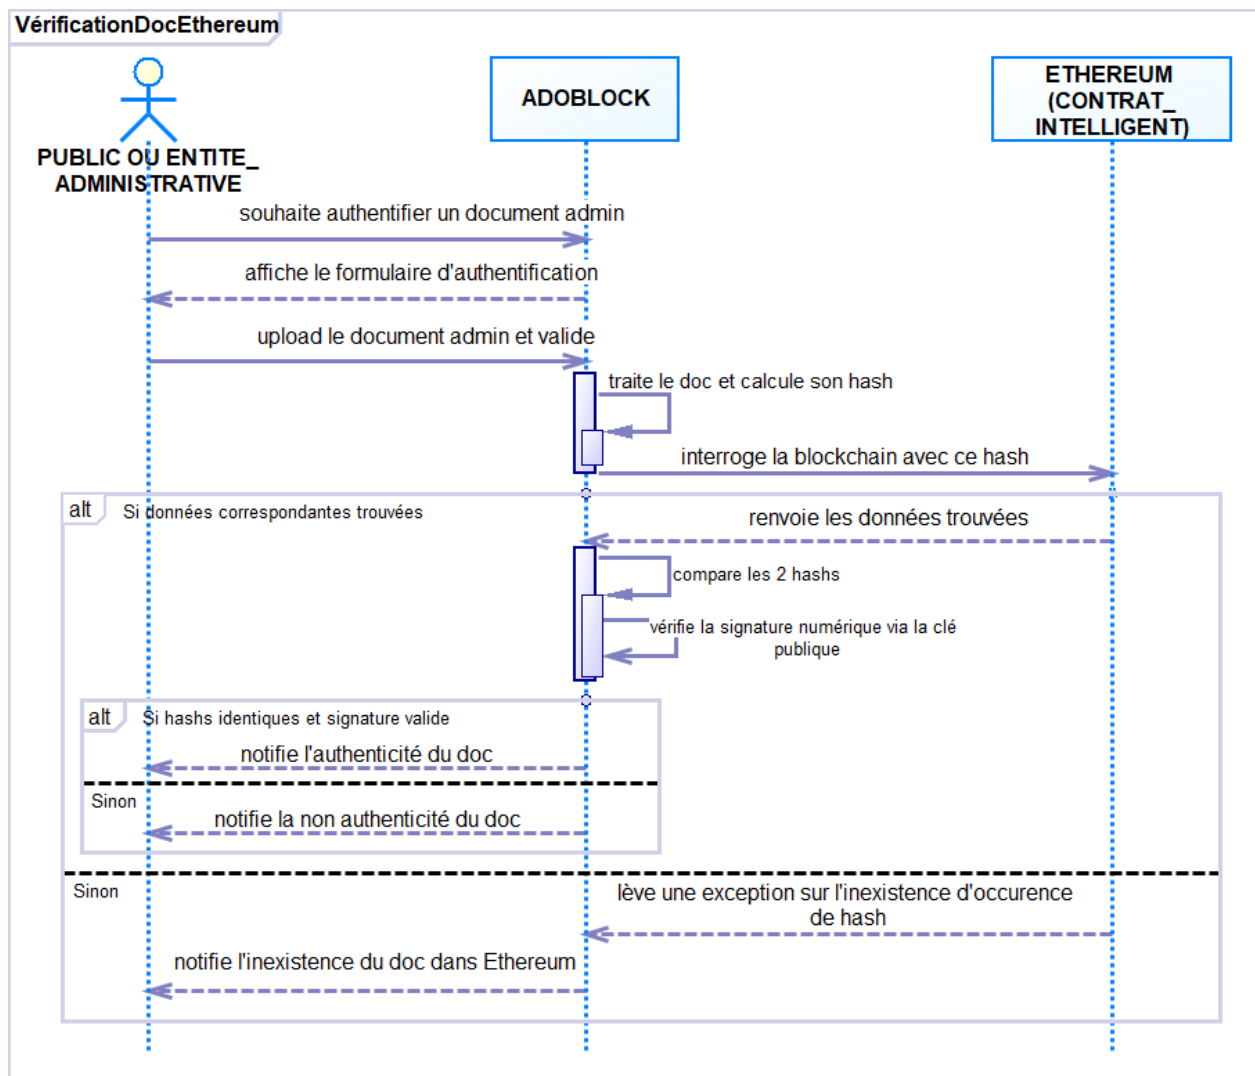 VérificationDocEthereum
PUBLIC OU ENTITE_
ADMINISTRATIVE
ADOBLOCK
ETHEREUM
(CONTRAT_
INTELLIGENT)
souhaite authentifier un document admin
affiche le formulaire d'authentification
upload le document admin et valide
traite le doc et calcule son hash
interroge la blockchain avec ce hash
alt
Si données correspondantes trouvées
renvoie les données trouvées
compare les 2 hashs
vérifie la signature numérique via la clé
publique
alt
Si hashs identiques et signature valide
notifie l'authenticité du doc
Sinon
notifie la non authenticité du doc
Sinon
lève une exception sur l'inexistence d'occurence
de hash
notifie l'inexistence du doc dans Ethereum